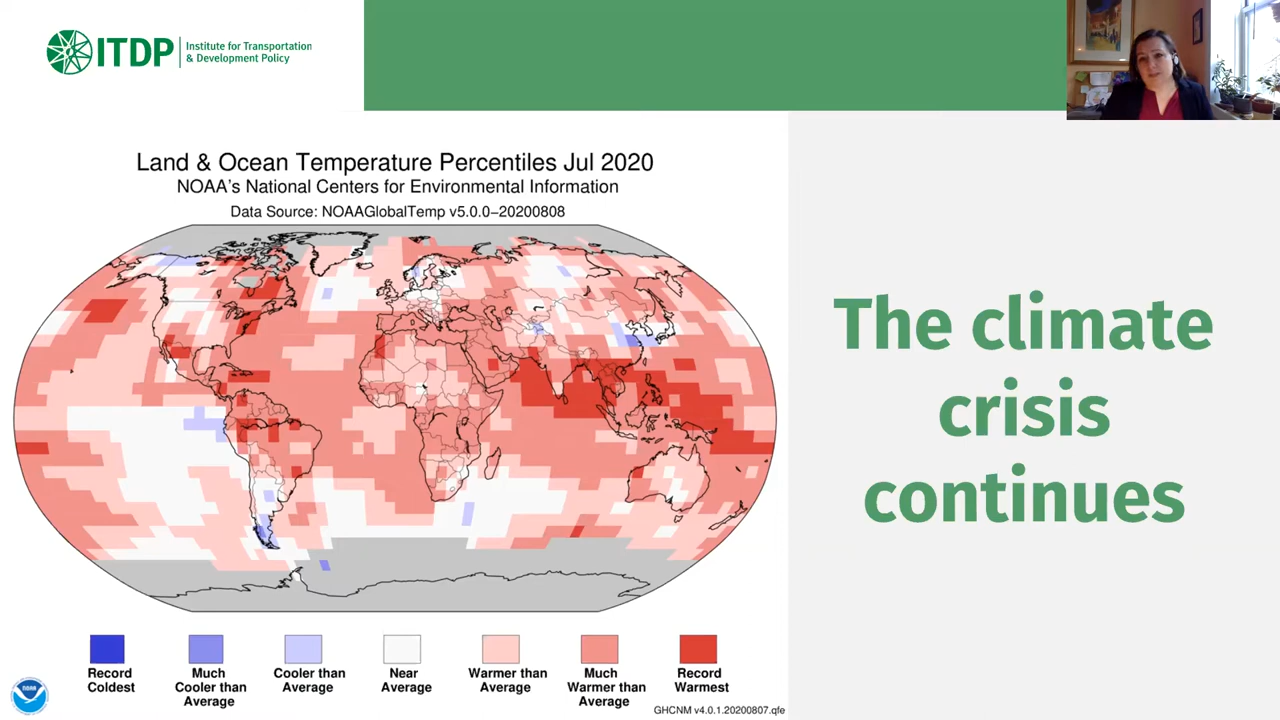 ITDP
Institute for Transportation
& Development Policy
Land & Ocean Temperature Percentiles Jul 2020
NOAA's National Centers for Environmental Information
Data Source: NOAAGlobalTemp v5.0.0–20200808
The climate
crisis
continues
Record
Coldest
Much
Cooler than
Average
Cooler than
Average
Near
Average
Warmer than
Average
Much
Warmer than
Average
Record
Warmest
NOAA
GHCNM v4.0.1.20200807.qfe